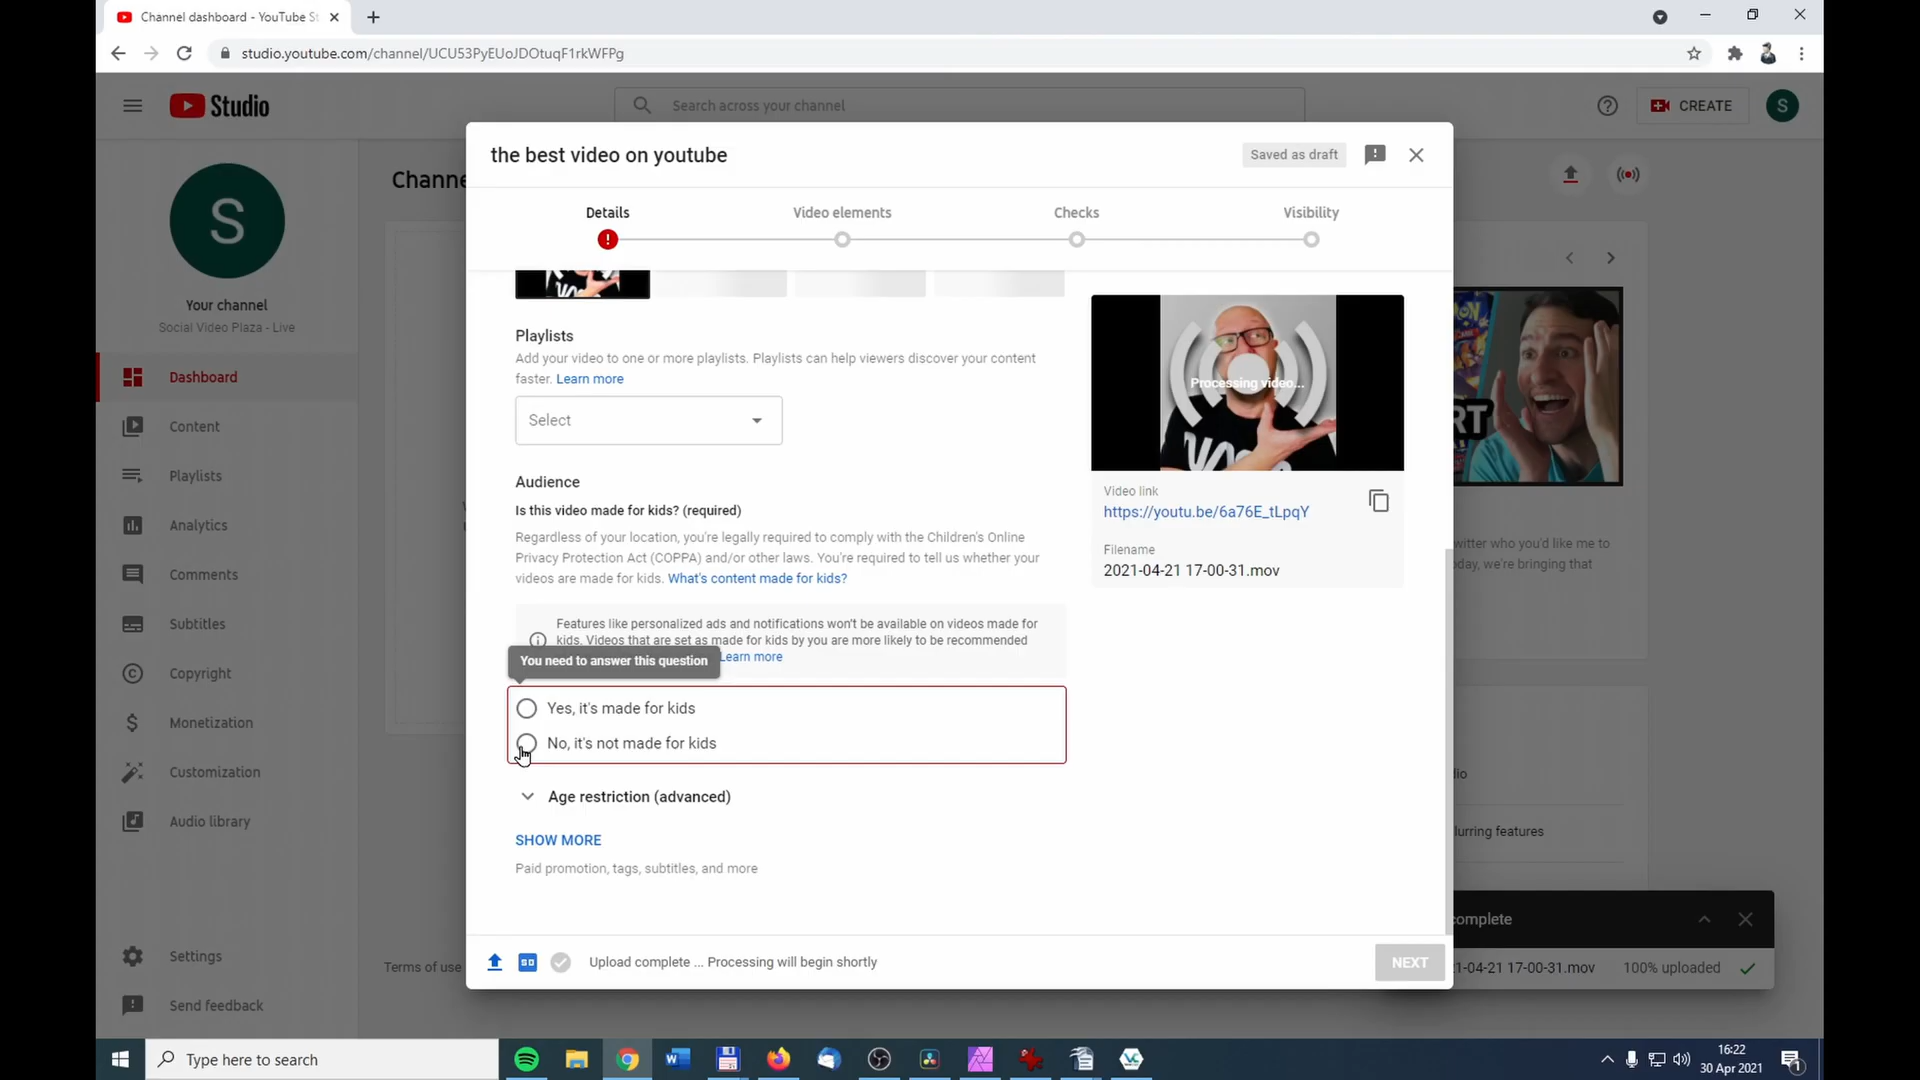 Channel dashboard - YouTube St
studio.youtube.com/channel/UCU53PyEUoJDOtuqF1rkWFPg
Studio
Search across your channel
CREATE
S
S
Your channel
Social Video Plaza - Live
Dashboard
Content
Playlists
Analytics
Comments
Subtitles
Copyright
Monetization
Customization
Audio library
Settings
Send feedback
Channe
Terms of use
the best video on youtube
Saved as draft
Details
Video elements
Checks
Visibility
Playlists
Add your video to one or more playlists. Playlists can help viewers discover your content
faster. Learn more
Select
Audience
Is this video made for kids? (required)
Regardless of your location, you're legally required to comply with the Children's Online
Privacy Protection Act (COPPA) and/or other laws. You're required to tell us whether your
videos are made for kids. What's content made for kids?
Features like personalized ads and notifications won't be available on videos made for
kids. Videos that are set as made for kids by you are more likely to be recommended
Learn more
You need to answer this question
Yes, it's made for kids
No, it's not made for kids
Age restriction (advanced)
SHOW MORE
Paid promotion, tags, subtitles, and more
Processing video...
Video link
https://youtu.be/6a76E_tLpqY
Filename
2021-04-21 17-00-31.mov
Upload complete ... Processing will begin shortly
NEXT
RT
witter who you'd like me to
oday, we're bringing that
dio
lurring features
complete
1-04-21 17-00-31.mov
100% uploaded
Type here to search
16:22
30 Apr 2021
1